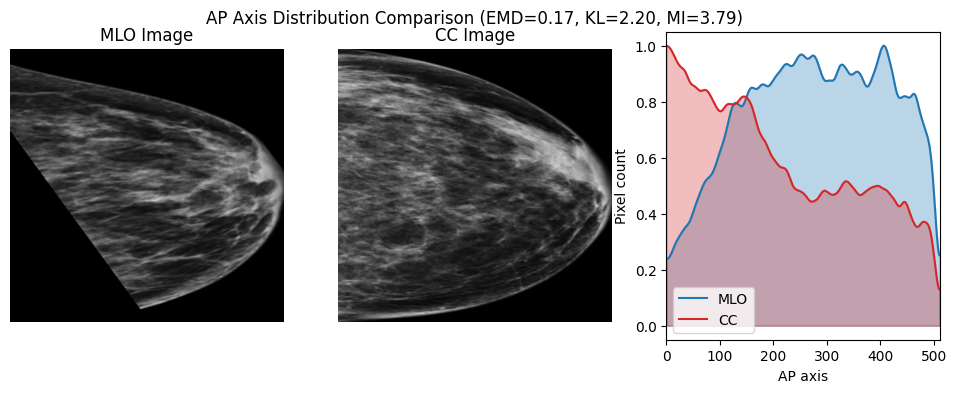 AP Axis Distribution Comparison (EMD=0.17, KL=2.20, MI=3.79)
MLO Image
CC Image
Pixel count
1.0
0.8
0.6
0.4
0.2
0.0
MLO
CC
0 100 200 300 400 500
AP axis